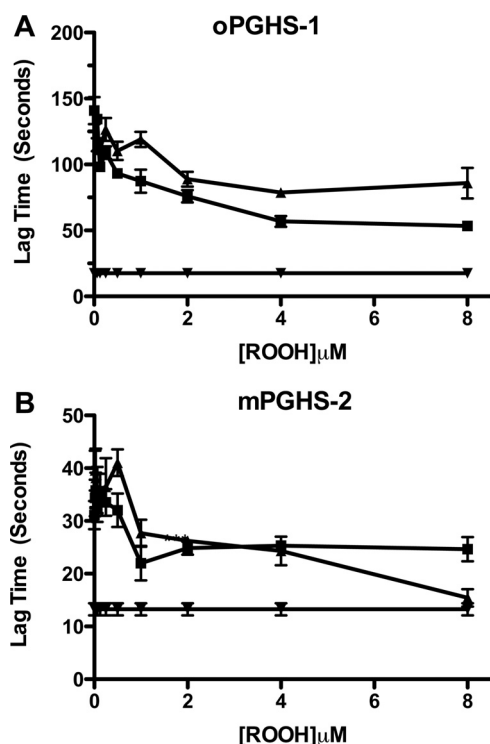 A
oPGHS-1
200
150
100
50
0
Lag Time (Seconds)
0 2 4 6 8
[ROOH]µM
B
mPGHS-2
50
40
30
20
10
0
Lag Time (Seconds)
***
0 2 4 6 8
[ROOH]µM